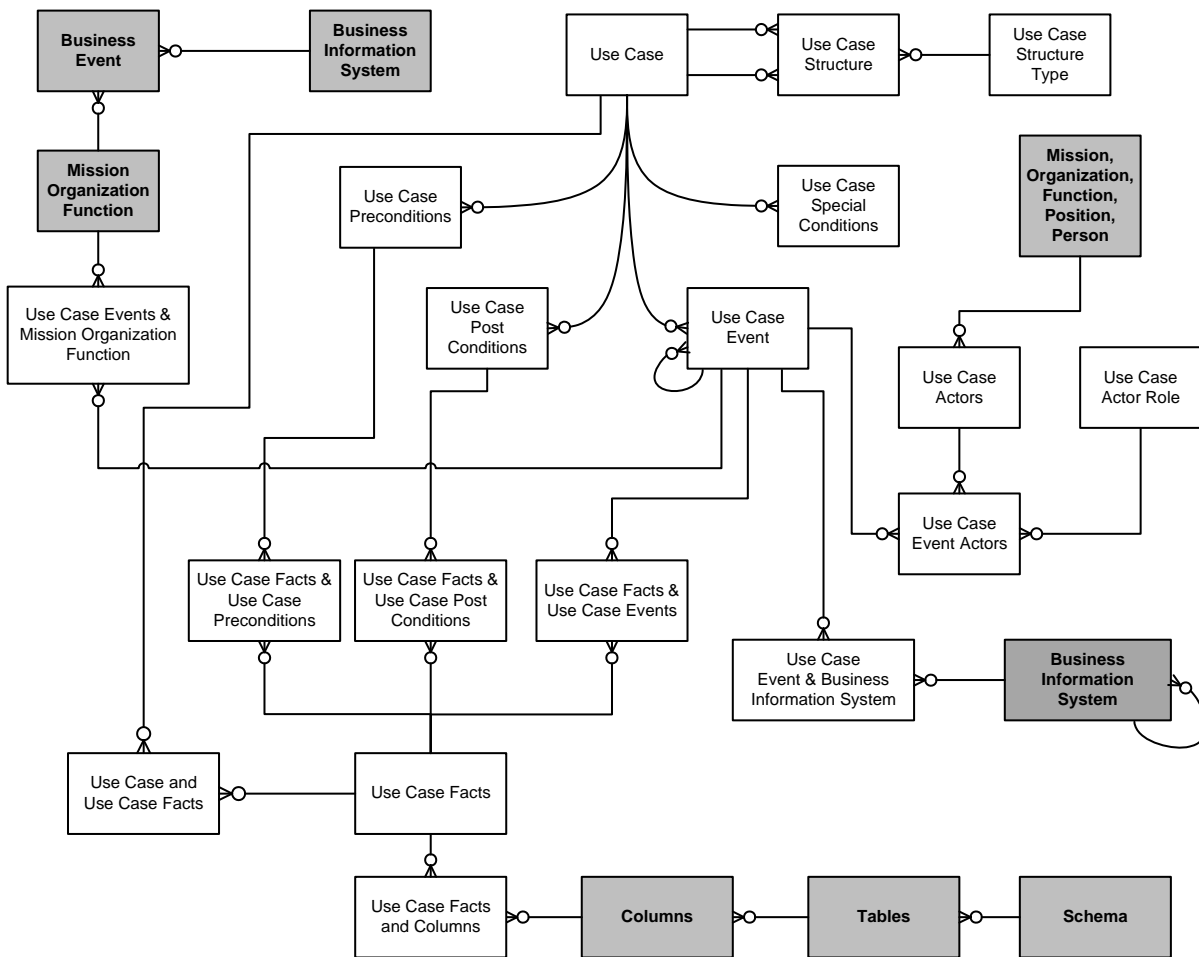 Business
Event
Business
Information
System
Use Case
Use Case
Structure
Use Case
Structure
Type
Mission
Organization
Function
Use Case
Preconditions
Use Case
Special
Conditions
Mission,
Organization,
Function,
Position,
Person
Use Case Events &
Mission Organization
Function
Use Case
Post
Conditions
Use Case
Event
Use Case
Actors
Use Case
Actor Role
Use Case
Event Actors
Use Case Facts &
Use Case
Preconditions
Use Case Facts &
Use Case Post
Conditions
Use Case Facts &
Use Case Events
Use Case
Event & Business
Information System
Business
Information
System
Use Case and
Use Case Facts
Use Case Facts
Use Case Facts
and Columns
Columns
Tables
Schema